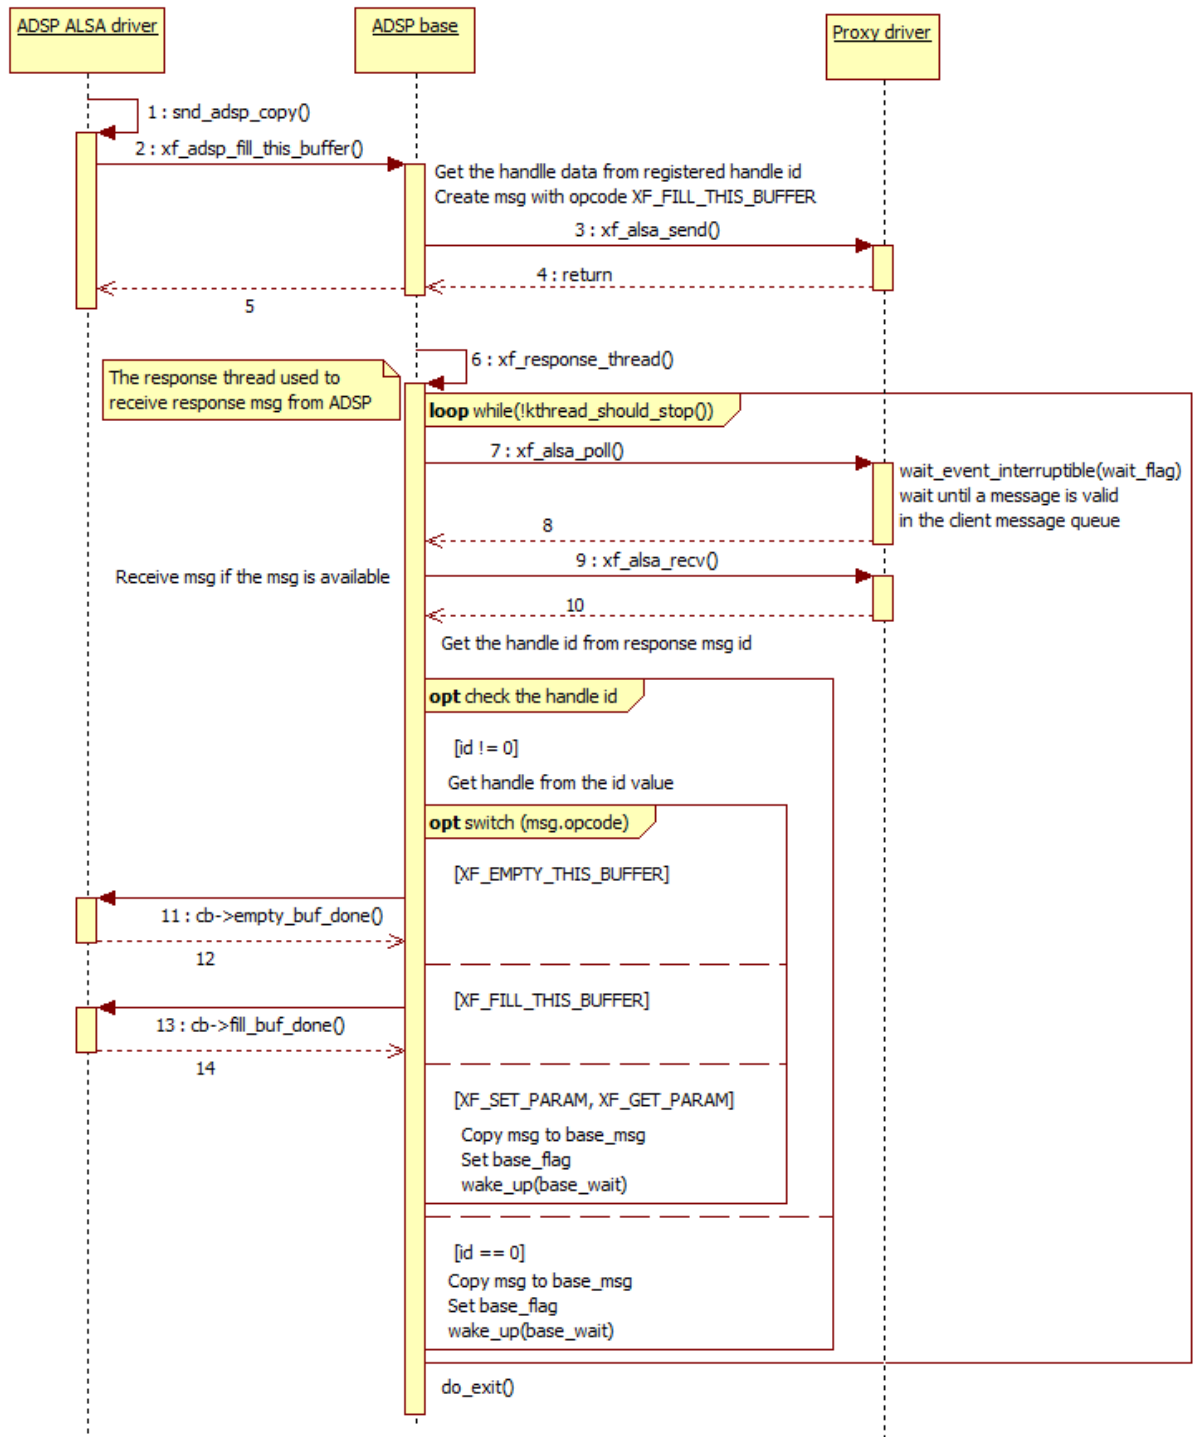 ADSP ALSA driver
ADSP base
Proxy driver
1 : snd_adsp_copy()
2 : xf_adsp_fill_this_buffer()
Get the handlle data from registered handle id
Create msg with opcode XF_FILL_THIS_BUFFER
3 : xf_alsa_send()
4 : return
5
6 : xf_response_thread()
The response thread used to
receive response msg from ADSP
loop while(!kthread_should_stop())
7 : xf_alsa_poll()
wait_event_interruptible(wait_flag)
wait until a message is valid
in the client message queue
8
9 : xf_alsa_recv()
Receive msg if the msg is available
10
Get the handle id from response msg id
opt check the handle id
[id != 0]
Get handle from the id value
opt switch (msg.opcode)
[XF_EMPTY_THIS_BUFFER]
11 : cb->empty_buf_done()
12
[XF_FILL_THIS_BUFFER]
13 : cb->fill_buf_done()
14
[XF_SET_PARAM, XF_GET_PARAM]
Copy msg to base_msg
Set base_flag
wake_up(base_wait)
[id == 0]
Copy msg to base_msg
Set base_flag
wake_up(base_wait)
do_exit()